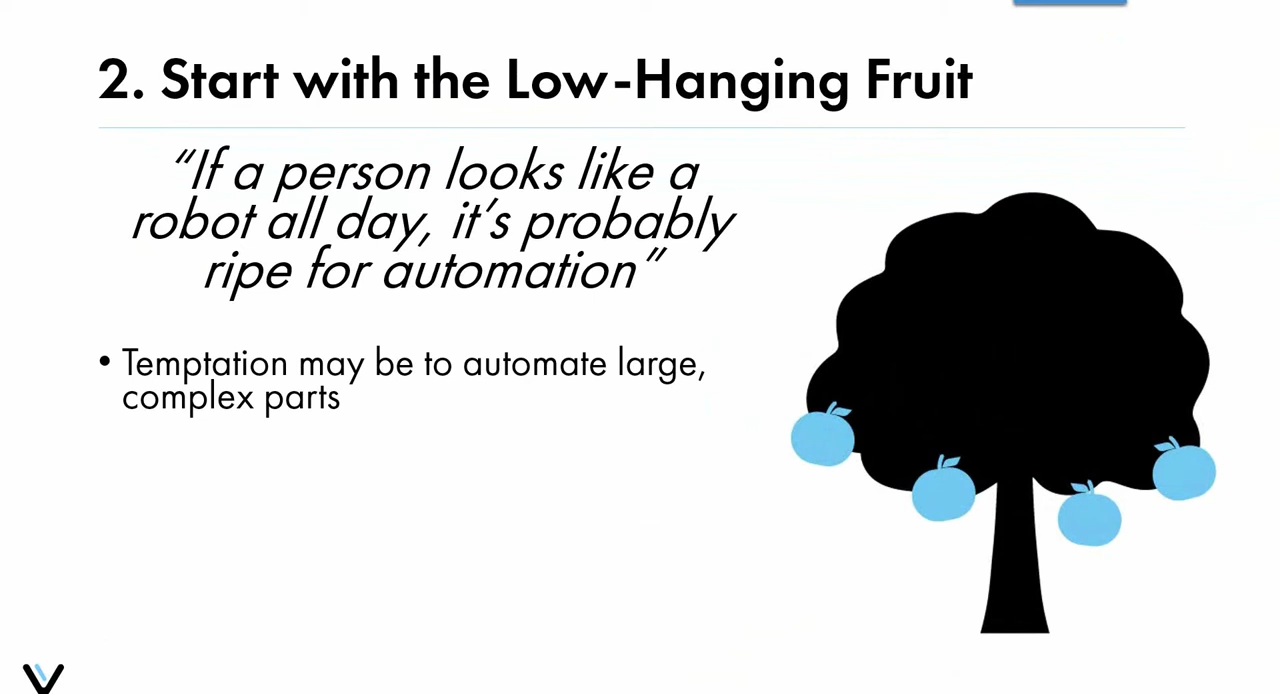 2. Start with the Low-Hanging Fruit
“If a person looks like a
robot all day, it’s probably
ripe for automation”
• Temptation may be to automate large,
complex parts